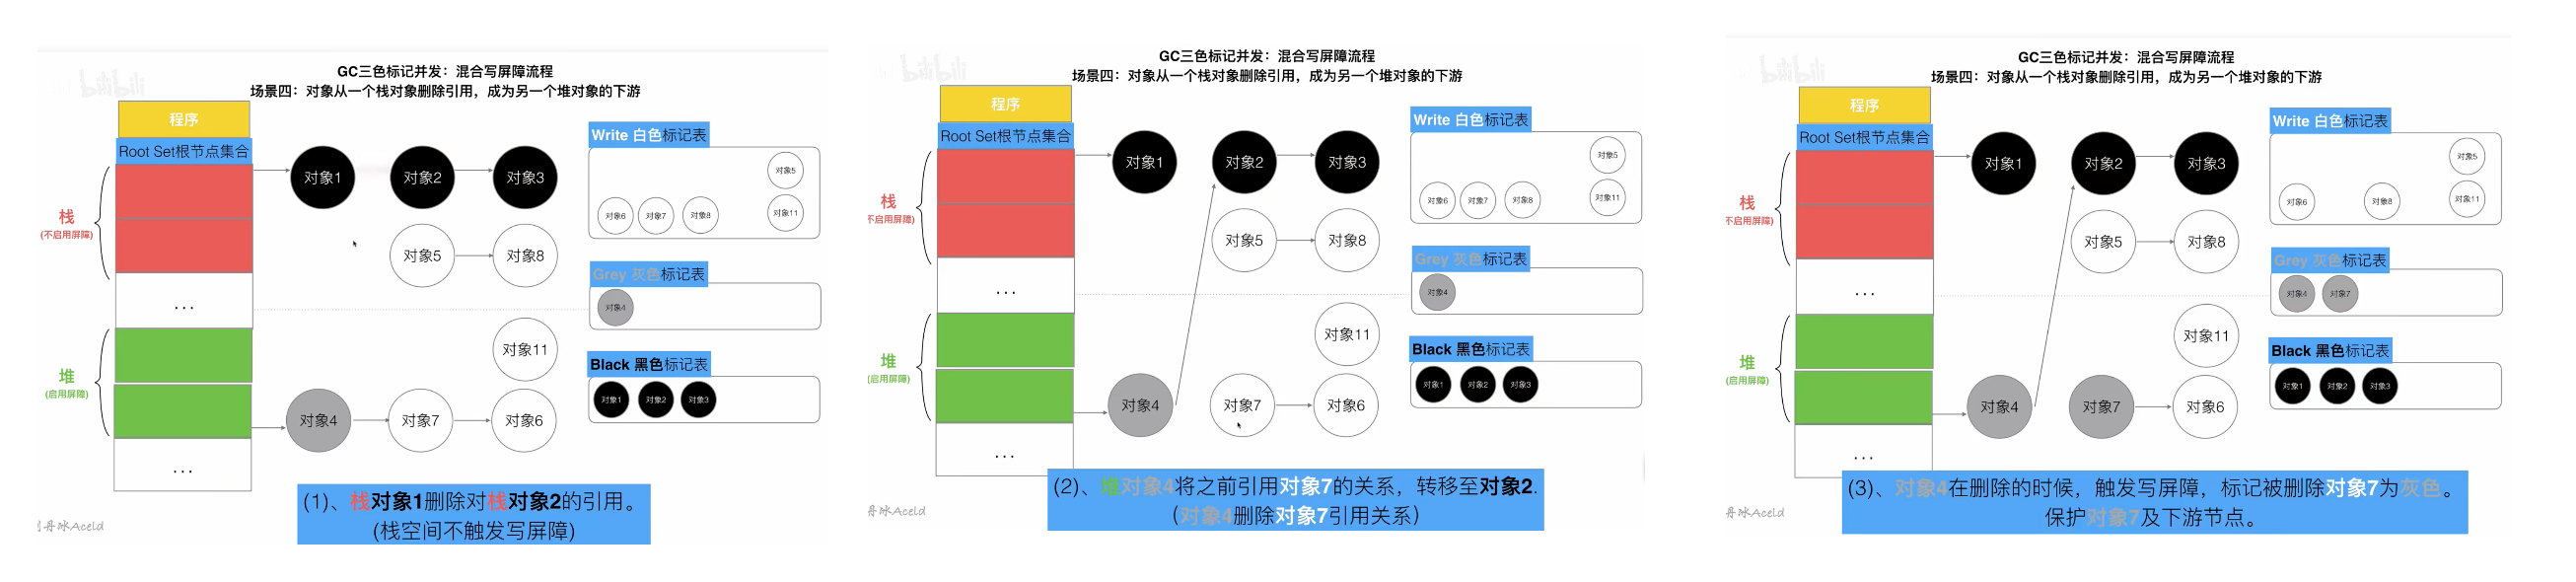 bilibili
GC三色标记并发：混合写屏障流程
场景四：对象从一个栈对象删除引用，成为另一个堆对象的下游
程序
Root Set根节点集合
栈
(不启用屏障)
...
堆
(启用屏障)
...
对象1
对象2
对象3
对象5
对象8
对象11
对象4
对象7
对象6
Write 白色标记表
对象5
对象6
对象7
对象8
对象11
Grey 灰色标记表
对象4
Black 黑色标记表
对象1
对象2
对象3
(1)、栈对象1删除对栈对象2的引用。
(栈空间不触发写屏障)
刘丹冰Aceld
bilibili
GC三色标记并发：混合写屏障流程
场景四：对象从一个栈对象删除引用，成为另一个堆对象的下游
程序
Root Set根节点集合
栈
不启用屏障)
...
堆
(启用屏障)
...
对象1
对象2
对象3
对象5
对象8
对象11
对象4
对象7
对象6
Write 白色标记表
对象5
对象6
对象7
对象8
对象11
Grey 灰色标记表
对象4
Black 黑色标记表
对象1
对象2
对象3
(2)、堆对象4将之前引用对象7的关系，转移至对象2.
（对象4删除对象7引用关系）
丹冰Aceld
bilibili
GC三色标记并发：混合写屏障流程
场景四：对象从一个栈对象删除引用，成为另一个堆对象的下游
程序
Root Set根节点集合
栈
不启用屏障)
...
堆
(启用屏障)
...
对象1
对象2
对象3
对象5
对象8
对象11
对象4
对象7
对象6
Write 白色标记表
对象5
对象6
对象8
对象11
Grey 灰色标记表
对象4
对象7
Black 黑色标记表
对象1
对象2
对象3
(3)、对象4在删除的时候，触发写屏障，标记被删除对象7为灰色。
保护对象7及下游节点。
丹冰Aceld